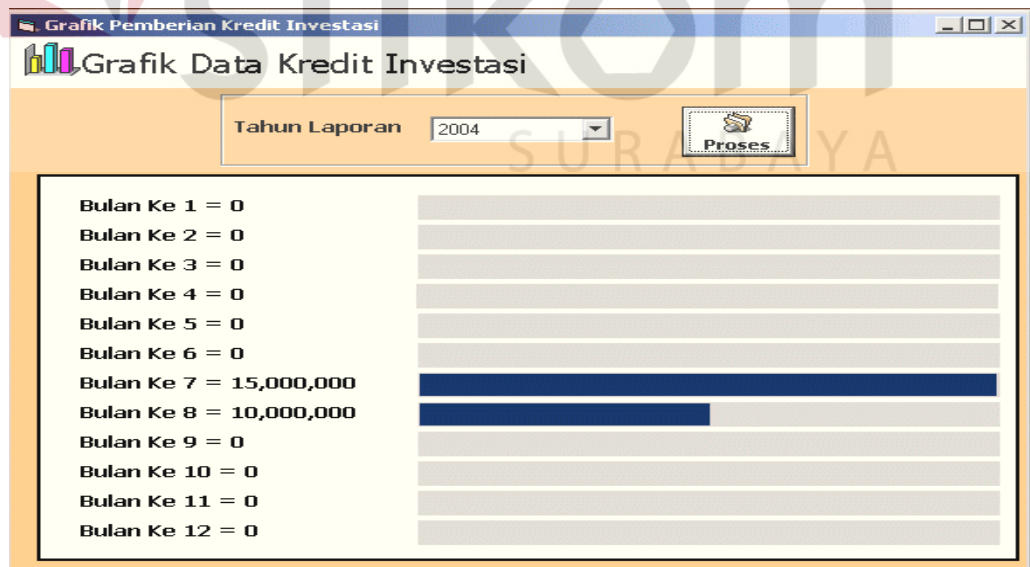 Grafik Pemberian Kredit Investasi
Grafik Data Kredit Investasi
Tahun Laporan 2004 Proses
SURABAYA
Bulan Ke 1 = 0
Bulan Ke 2 = 0
Bulan Ke 3 = 0
Bulan Ke 4 = 0
Bulan Ke 5 = 0
Bulan Ke 6 = 0
Bulan Ke 7 = 15,000,000
Bulan Ke 8 = 10,000,000
Bulan Ke 9 = 0
Bulan Ke 10 = 0
Bulan Ke 11 = 0
Bulan Ke 12 = 0